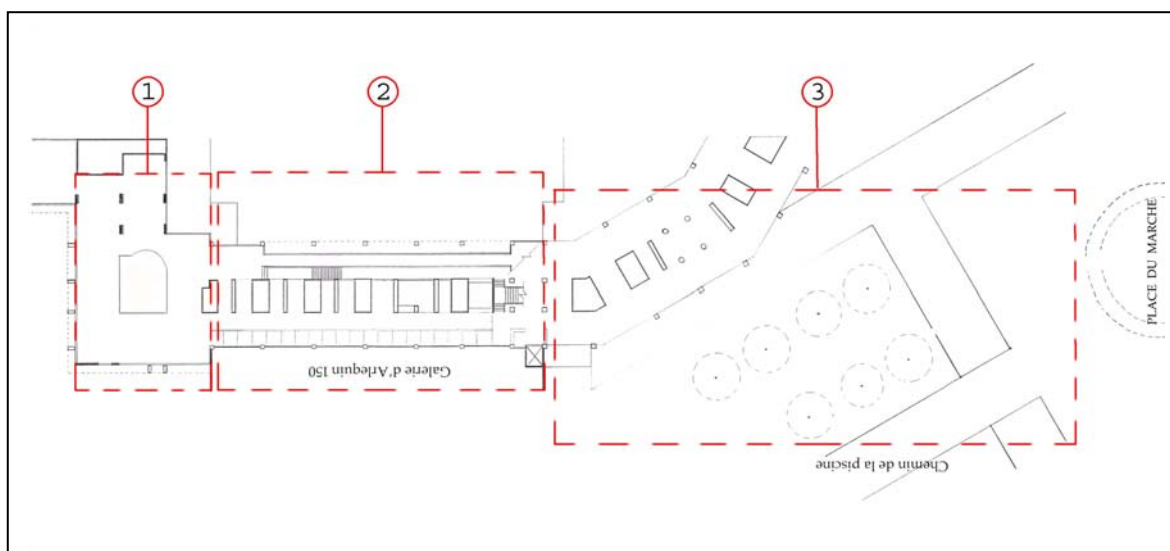 1
2
3
PLACE DU MARCHE
Galerie d'Arlequin 150
Chemin de la piscine